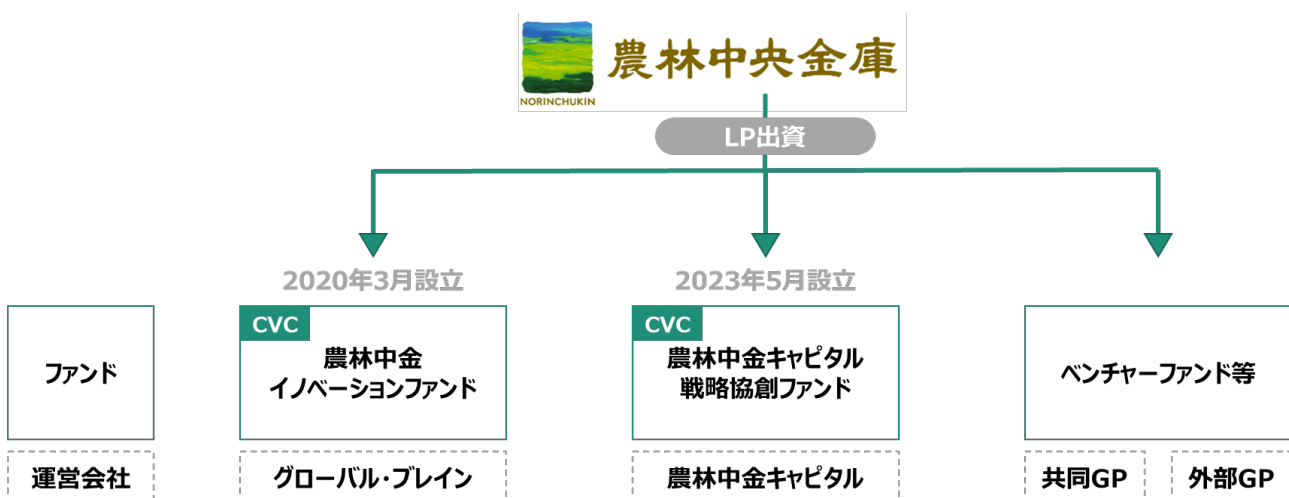 農林中央金庫
NORINCHUKIN
LP出資
2020年3月設立
2023年5月設立
ファンド
CVC
農林中金
イノベーションファンド
CVC
農林中金キャピタル
戦略協創ファンド
ベンチャーファンド等
運営会社
グローバル・ブレイン
農林中金キャピタル
共同GP
外部GP